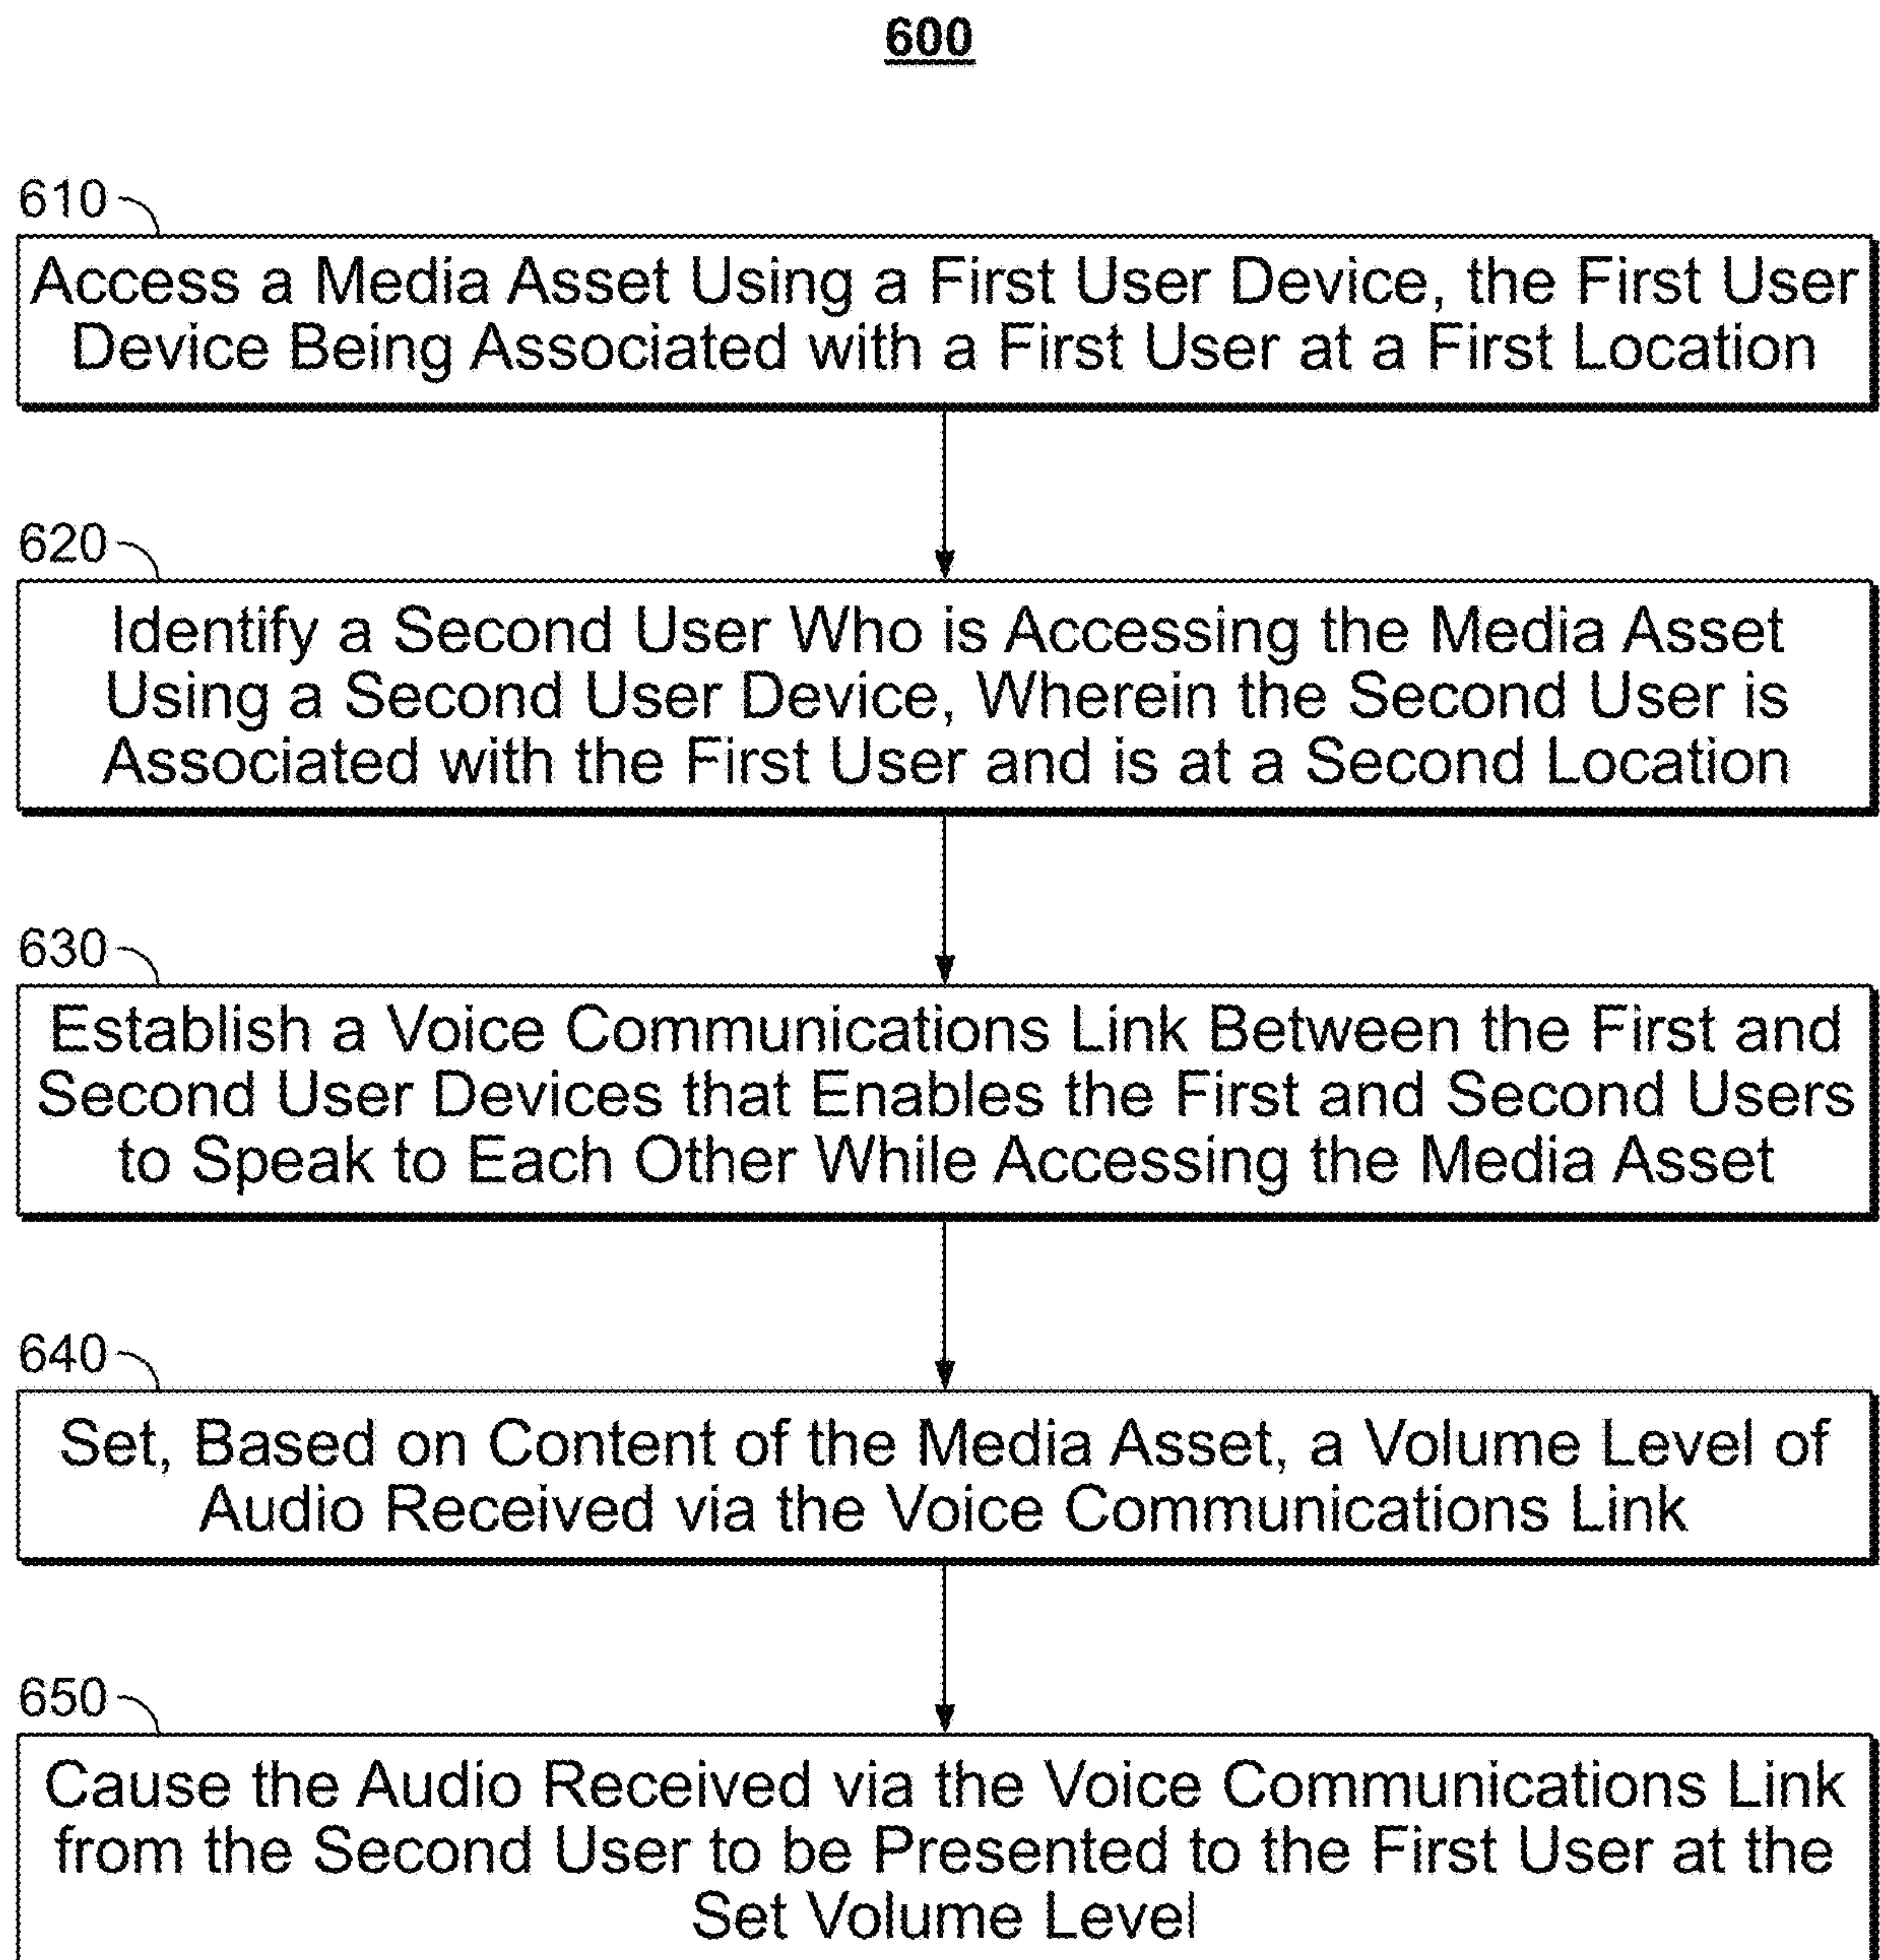 600
610
Access a Media Asset Using a First User Device, the First User
Device Being Associated with a First User at a First Location
620
Identify a Second User Who is Accessing the Media Asset
Using a Second User Device, Wherein the Second User is
Associated with the First User and is at a Second Location
630
Establish a Voice Communications Link Between the First and
Second User Devices that Enables the First and Second Users
to Speak to Each Other While Accessing the Media Asset
640
Set, Based on Content of the Media Asset, a Volume Level of
Audio Received via the Voice Communications Link
650
Cause the Audio Received via the Voice Communications Link
from the Second User to be Presented to the First User at the
Set Volume Level